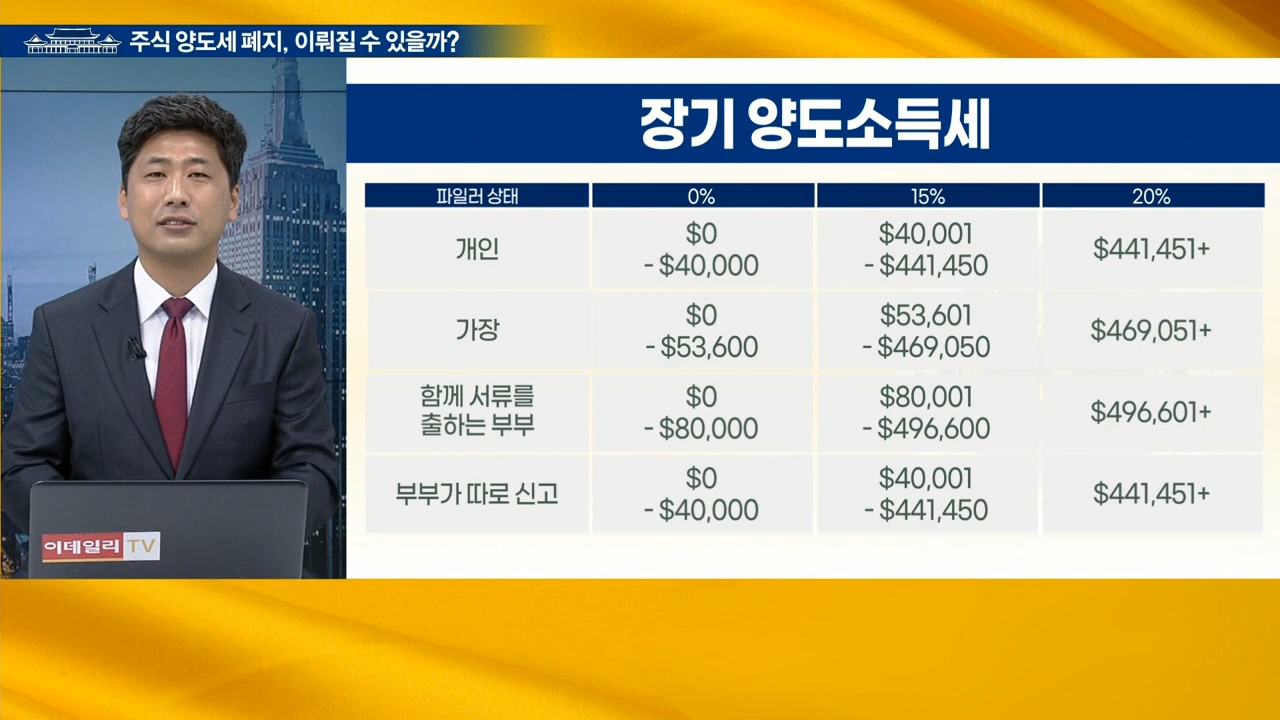 주식 양도세 폐지, 이뤄질 수 있을까?
장기 양도소득세
파일러 상태 0% 15% 20%
개인 $0 - $40,000 $40,001 - $441,450 $441,451+
가장 $0 - $53,600 $53,601 - $469,050 $469,051+
함께 서류를 출하는 부부 $0 - $80,000 $80,001 - $496,600 $496,601+
부부가 따로 신고 $0 - $40,000 $40,001 - $441,450 $441,451+
이데일리TV